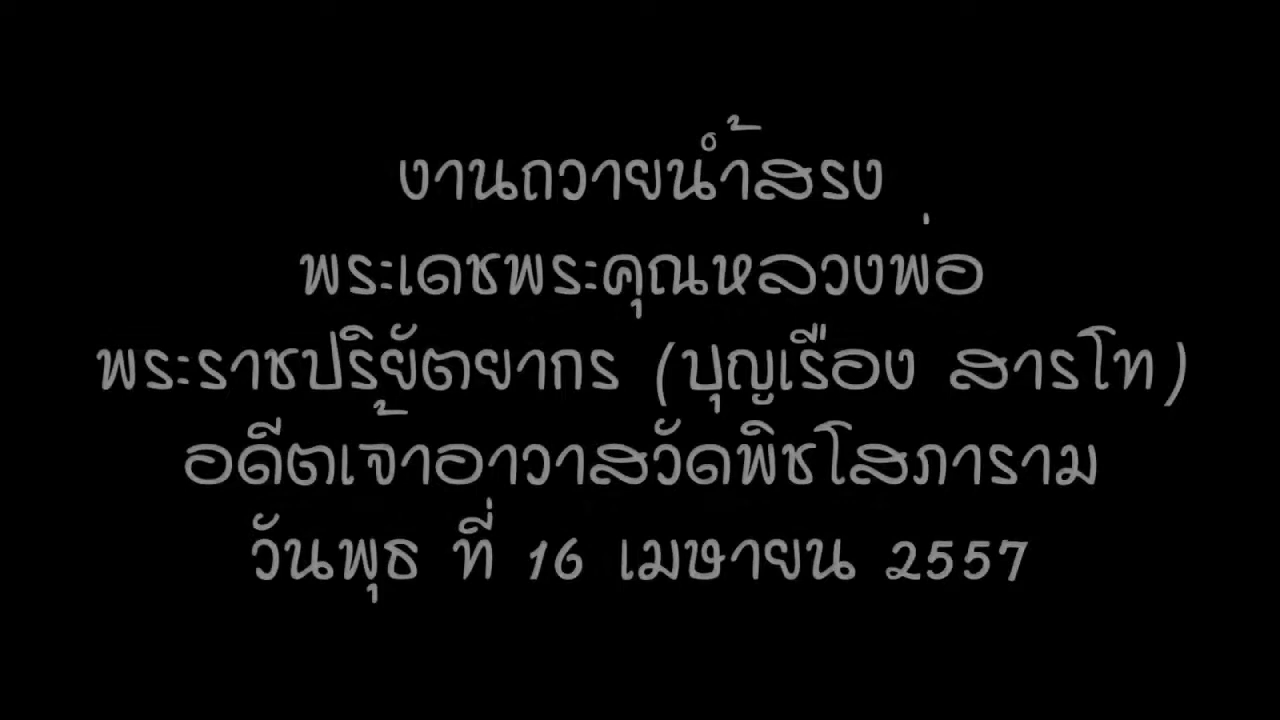 งานถวายน้ำสรง
พระเดชพระคุณหลวงพ่อ
พระราชปริยัตยากร (บุญเรือง สารโท)
อดีตเจ้าอาวาสวัดพิชโสภาราม
วันพุธ ที่ 16 เมษายน 2557